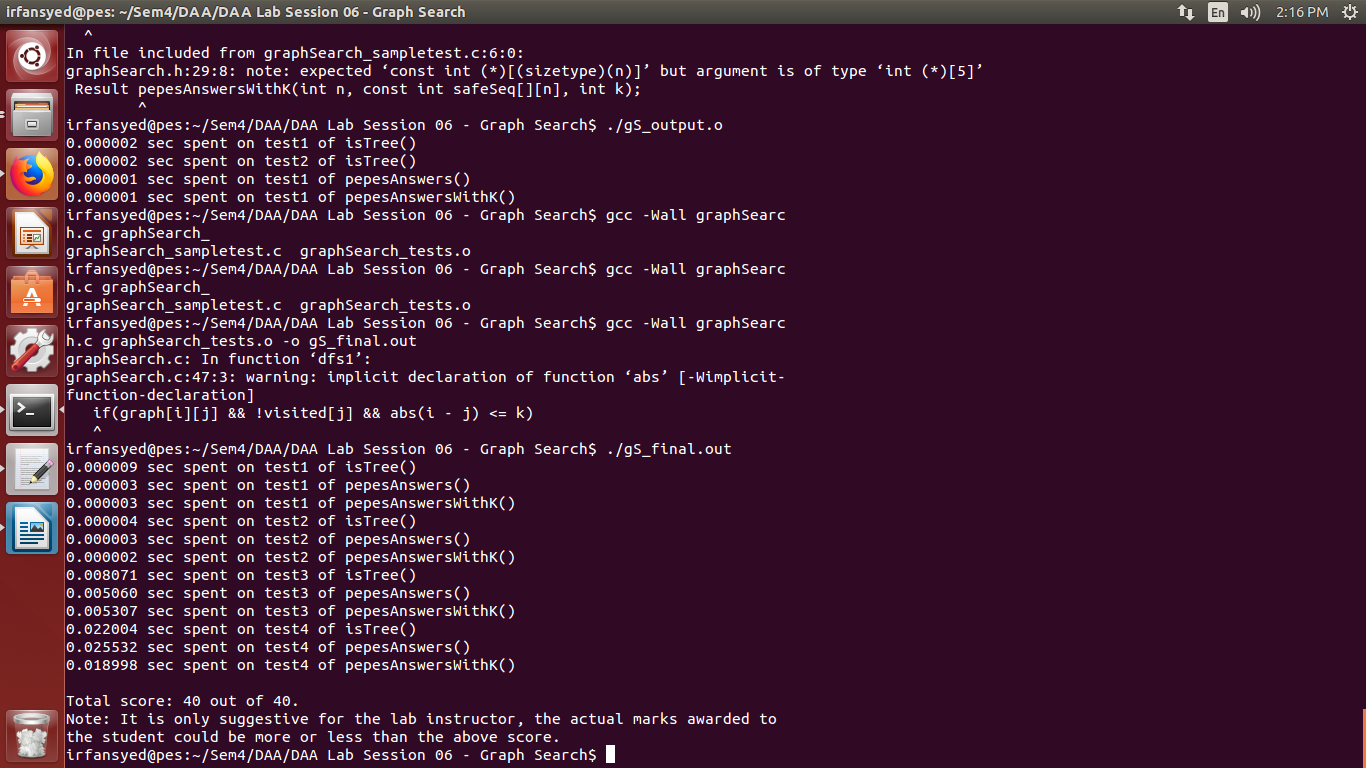 irfansyed@pes: ~/Sem4/DAA/DAA Lab Session 06 - Graph Search
En
2:16 PM
^
In file included from graphSearch_sampletest.c:6:0:
graphSearch.h:29:8: note: expected ‘const int (*)[(sizetype)(n)]’ but argument is of type ‘int (*)[5]’
 Result pepesAnswersWithK(int n, const int safeSeq[][n], int k);
        ^
irfansyed@pes:~/Sem4/DAA/DAA Lab Session 06 - Graph Search$ ./gS_output.o
0.000002 sec spent on test1 of isTree()
0.000002 sec spent on test2 of isTree()
0.000001 sec spent on test1 of pepesAnswers()
0.000001 sec spent on test1 of pepesAnswersWithK()
irfansyed@pes:~/Sem4/DAA/DAA Lab Session 06 - Graph Search$ gcc -Wall graphSearc
h.c graphSearch_
graphSearch_sampletest.c  graphSearch_tests.o
irfansyed@pes:~/Sem4/DAA/DAA Lab Session 06 - Graph Search$ gcc -Wall graphSearc
h.c graphSearch_
graphSearch_sampletest.c  graphSearch_tests.o
irfansyed@pes:~/Sem4/DAA/DAA Lab Session 06 - Graph Search$ gcc -Wall graphSearc
h.c graphSearch_tests.o -o gS_final.out
graphSearch.c: In function ‘dfs1’:
graphSearch.c:47:3: warning: implicit declaration of function ‘abs’ [-Wimplicit-
function-declaration]
   if(graph[i][j] && !visited[j] && abs(i - j) <= k)
   ^
irfansyed@pes:~/Sem4/DAA/DAA Lab Session 06 - Graph Search$ ./gS_final.out
0.000009 sec spent on test1 of isTree()
0.000003 sec spent on test1 of pepesAnswers()
0.000003 sec spent on test1 of pepesAnswersWithK()
0.000004 sec spent on test2 of isTree()
0.000003 sec spent on test2 of pepesAnswers()
0.000002 sec spent on test2 of pepesAnswersWithK()
0.008071 sec spent on test3 of isTree()
0.005060 sec spent on test3 of pepesAnswers()
0.005307 sec spent on test3 of pepesAnswersWithK()
0.022004 sec spent on test4 of isTree()
0.025532 sec spent on test4 of pepesAnswers()
0.018998 sec spent on test4 of pepesAnswersWithK()
Total score: 40 out of 40.
Note: It is only suggestive for the lab instructor, the actual marks awarded to
the student could be more or less than the above score.
irfansyed@pes:~/Sem4/DAA/DAA Lab Session 06 - Graph Search$